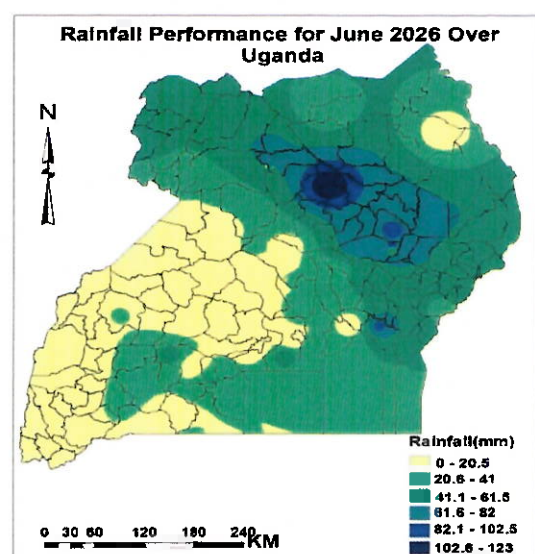 Rainfall Performance for June 2026 Over
Uganda
N
Rainfall(mm)
0 - 20.5
20.6 - 41
41.1 - 61.5
61.6 - 82
82.1 - 102.5
102.6 - 123
0 30 60 120 180 240
KM